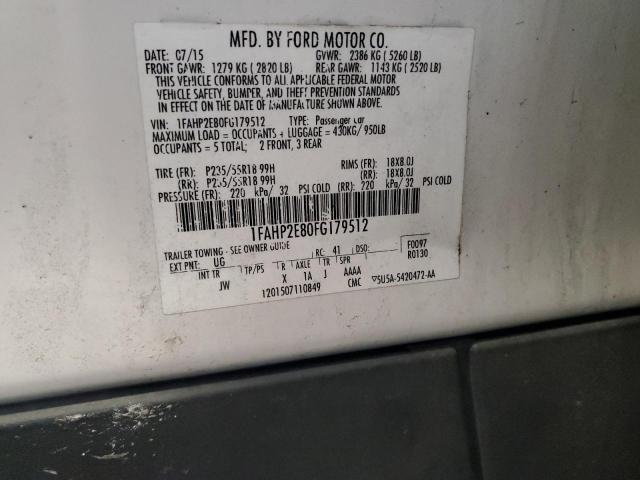 MFD. BY FORD MOTOR CO.
DATE: 07/15 GVWR: 2386 KG (5260 LB)
FRONT GAWR: 1279 KG (2820 LB) REAR GAWR: 1143 KG (2520 LB)
THIS VEHICLE CONFORMS TO ALL APPLICABLE FEDERAL MOTOR
VEHICLE SAFETY, BUMPER, AND THEFT PREVENTION STANDARDS
IN EFFECT ON THE DATE OF MANUFACTURE SHOWN ABOVE.
VIN: 1FAHP2E80FG179512 TYPE: Passenger car
MAXIMUM LOAD = OCCUPANTS + LUGGAGE = 430KG/950LB
OCCUPANTS = 5 TOTAL; 2 FRONT, 3 REAR
TIRE (FR): P235/55R18 99H RIMS (FR): 18X8.0J
(RR): P235/55R18 99H (RR): 18X8.0J
PRESSURE (FR): 220 kPa/ 32 PSI COLD (RR): 220 kPa/ 32 PSI COLD
1FAHP2E80FG179512
TRAILER TOWING - SEE OWNER GUIDE
EXT PNT: UG RC: 41 DSO: F0097
R0130
INT TR TP/PS R AXLE TR SPR
JW X 1A J AAAA
1201507110849 CMC 5U5A-5420472-AA